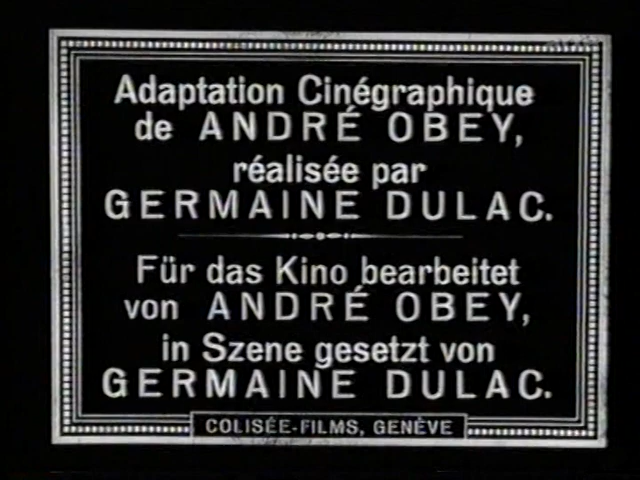 Adaptation Cinégraphique
de ANDRÉ OBEY,
réalisée par
GERMAINE DULAC.
Für das Kino bearbeitet
von ANDRÉ OBEY,
in Szene gesetzt von
GERMAINE DULAC.
COLISÉE-FILMS, GENÈVE